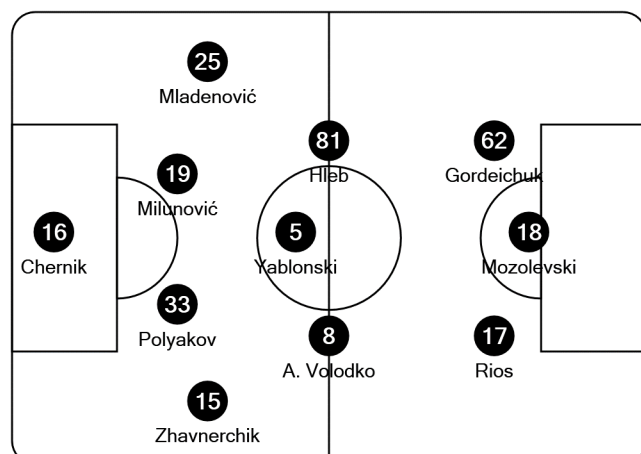 25
Mladenović
81
Hleb
62
Gordeichuk
19
Milunović
16
Chernik
5
Yablonski
18
Mozolevski
33
Polyakov
8
A. Volodko
17
Rios
15
Zhavnerchik